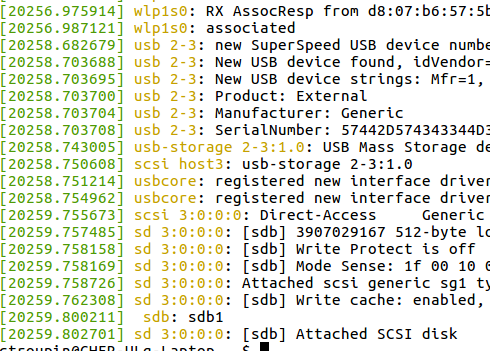 [20256.975914] wlp1s0: RX AssocResp from d8:07:b6:57:5b
[20256.987121] wlp1s0: associated
[20258.682679] usb 2-3: new SuperSpeed USB device numbe
[20258.703688] usb 2-3: New USB device found, idVendor=
[20258.703695] usb 2-3: New USB device strings: Mfr=1,
[20258.703700] usb 2-3: Product: External
[20258.703704] usb 2-3: Manufacturer: Generic
[20258.703708] usb 2-3: SerialNumber: 57442D574343344D3
[20258.743005] usb-storage 2-3:1.0: USB Mass Storage de
[20258.750608] scsi host3: usb-storage 2-3:1.0
[20258.751214] usbcore: registered new interface driver
[20258.754962] usbcore: registered new interface driver
[20259.755673] scsi 3:0:0:0: Direct-Access     Generic
[20259.757485] sd 3:0:0:0: [sdb] 3907029167 512-byte lo
[20259.758158] sd 3:0:0:0: [sdb] Write Protect is off
[20259.758169] sd 3:0:0:0: [sdb] Mode Sense: 1f 00 10 0
[20259.758726] sd 3:0:0:0: Attached scsi generic sg1 ty
[20259.762308] sd 3:0:0:0: [sdb] Write cache: enabled,
[20259.800211]  sdb: sdb1
[20259.802701] sd 3:0:0:0: [sdb] Attached SCSI disk